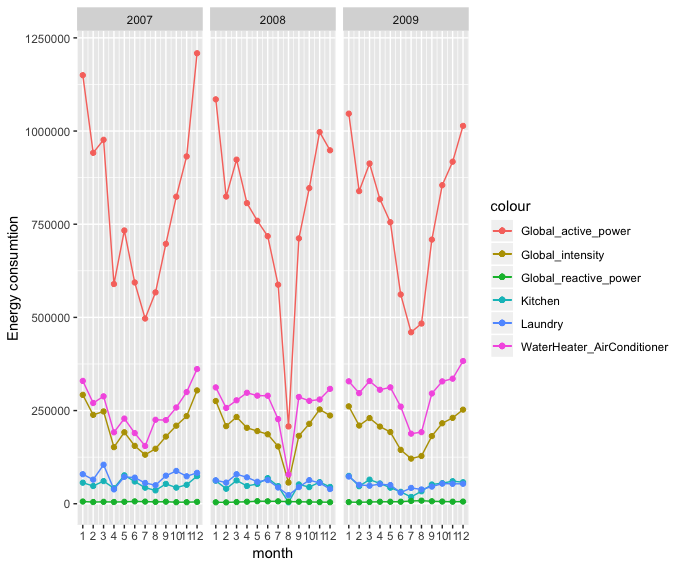 2007 2008 2009
1250000
1000000
750000
500000
250000
0
Energy consumtion
1 2 3 4 5 6 7 8 9 10 11 12 1 2 3 4 5 6 7 8 9 10 11 12 1 2 3 4 5 6 7 8 9 10 11 12
month
colour
Global_active_power
Global_intensity
Global_reactive_power
Kitchen
Laundry
WaterHeater_AirConditioner